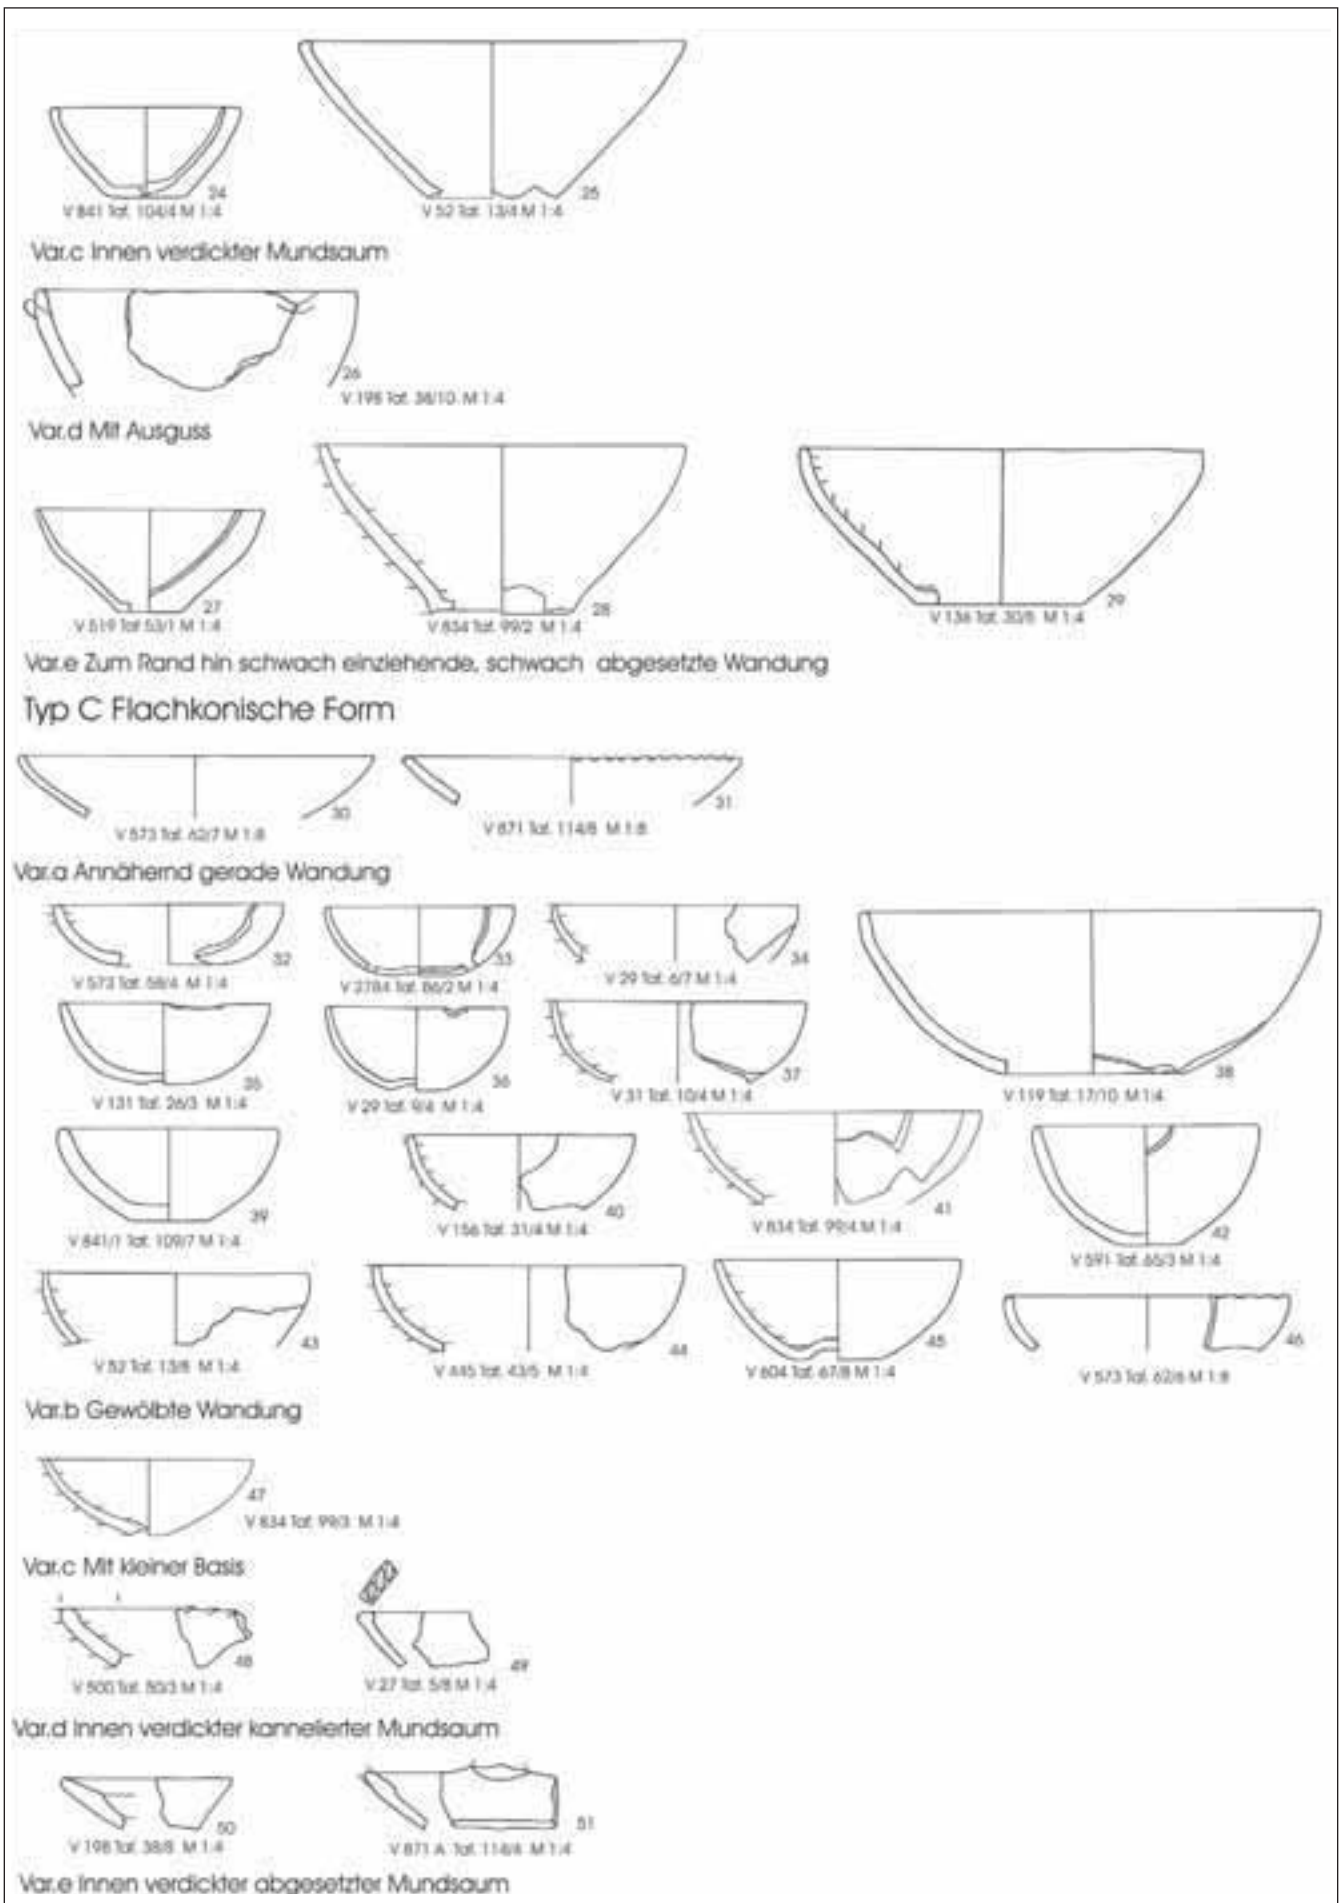 24
V 841 Taf. 104/4 M 1:4
25
V 52 Taf. 13/4 M 1:4
Var.c Innen verdickter Mundsaum
26
V 198 Taf. 38/10 M 1:4
Var.d Mit Ausguss
27
V 519 Taf 53/1 M 1:4
28
V 834 Taf. 99/2 M 1:4
29
V 136 Taf. 30/5 M 1:4
Var.e Zum Rand hin schwach einziehende, schwach abgesetzte Wandung
Typ C Flachkonische Form
30
V 573 Taf. 62/7 M 1:8
31
V 871 Taf. 114/8 M 1:8
Var.a Annähernd gerade Wandung
32
V 573 Taf. 58/4 M 1:4
33
V 2784 Taf. 86/2 M 1:4
34
V 29 Taf. 6/7 M 1:4
35
V 131 Taf. 26/3 M 1:4
36
V 29 Taf. 9/4 M 1:4
37
V 31 Taf. 10/4 M 1:4
38
V 119 Taf. 17/10 M 1:4
39
V 841/1 Taf. 109/7 M 1:4
40
V 156 Taf. 31/4 M 1:4
41
V 834 Taf. 99/4 M 1:4
42
V 591 Taf. 65/3 M 1:4
43
V 52 Taf. 13/8 M 1:4
44
V 445 Taf. 43/5 M 1:4
45
V 604 Taf. 67/8 M 1:4
46
V 573 Taf. 62/6 M 1:8
Var.b Gewölbte Wandung
47
V 834 Taf. 99/3 M 1:4
Var.c Mit kleiner Basis
48
V 500 Taf. 50/3 M 1:4
49
V 27 Taf. 5/8 M 1:4
Var.d Innen verdickter kannelierter Mundsaum
50
V 198 Taf. 38/8 M 1:4
51
V 871 A Taf. 114/4 M 1:4
Var.e Innen verdickter abgesetzter Mundsaum